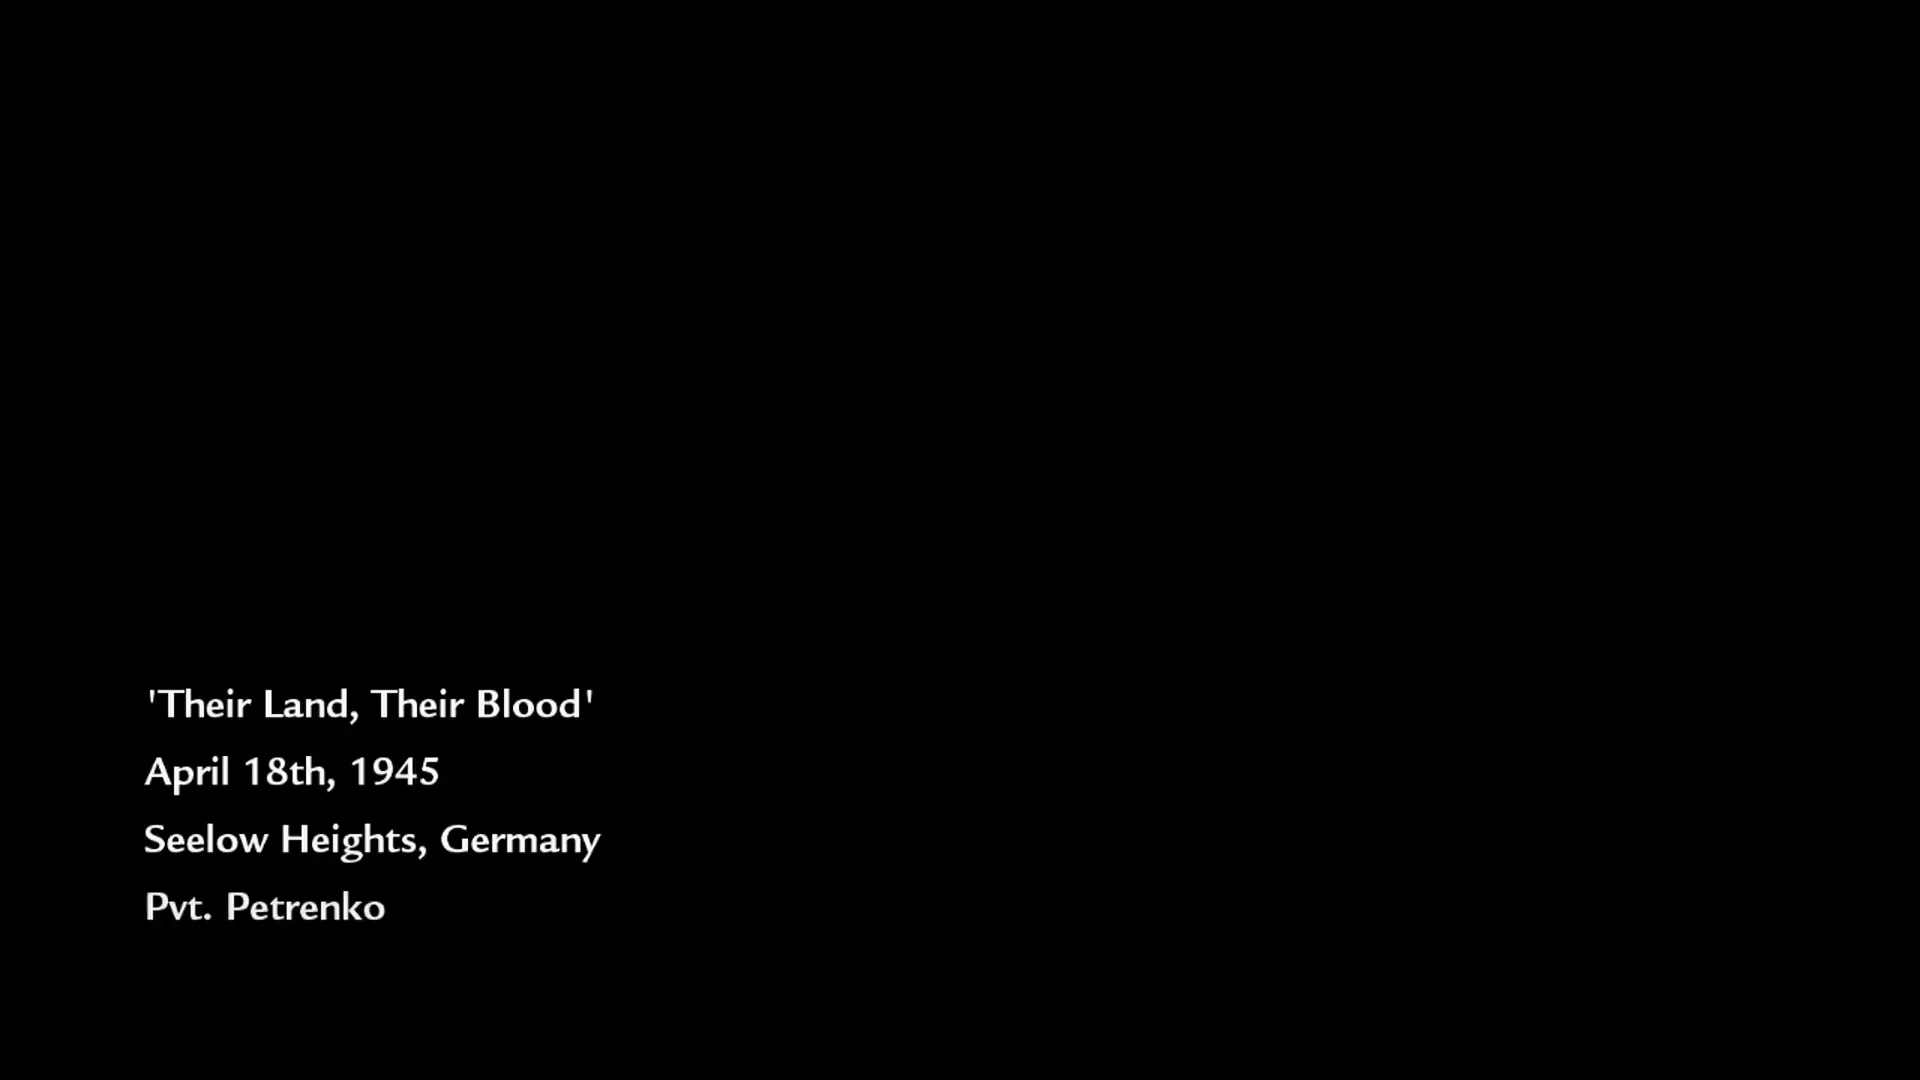 'Their Land, Their Blood'
April 18th, 1945
Seelow Heights, Germany
Pvt. Petrenko